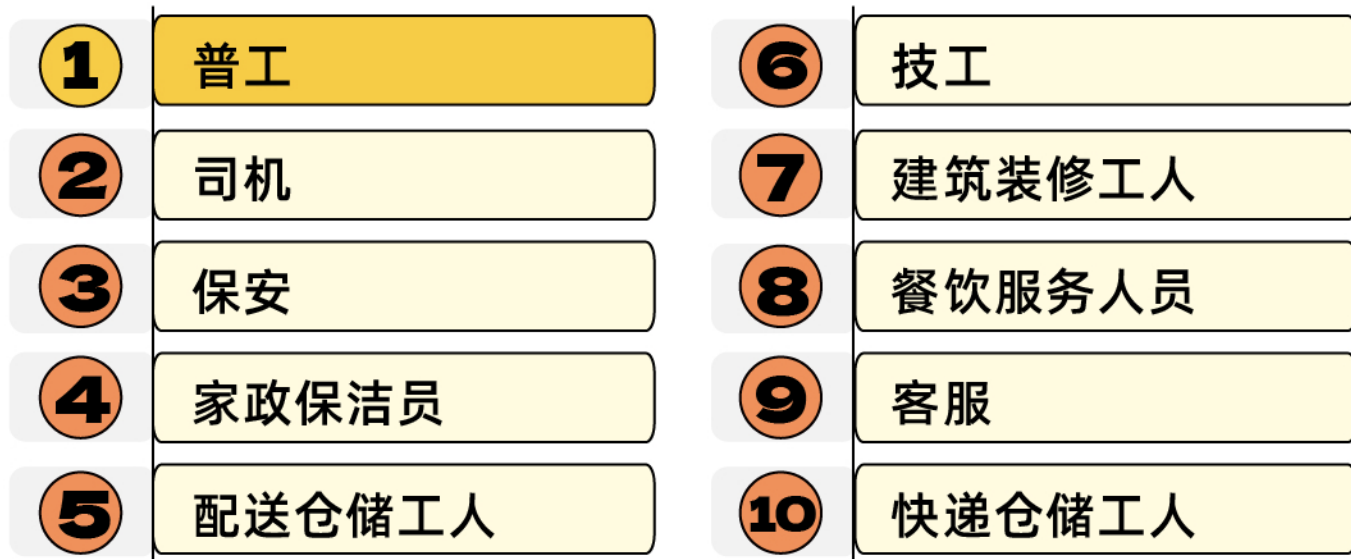 1 普工
2 司机
3 保安
4 家政保洁员
5 配送仓储工人
6 技工
7 建筑装修工人
8 餐饮服务人员
9 客服
10 快递仓储工人